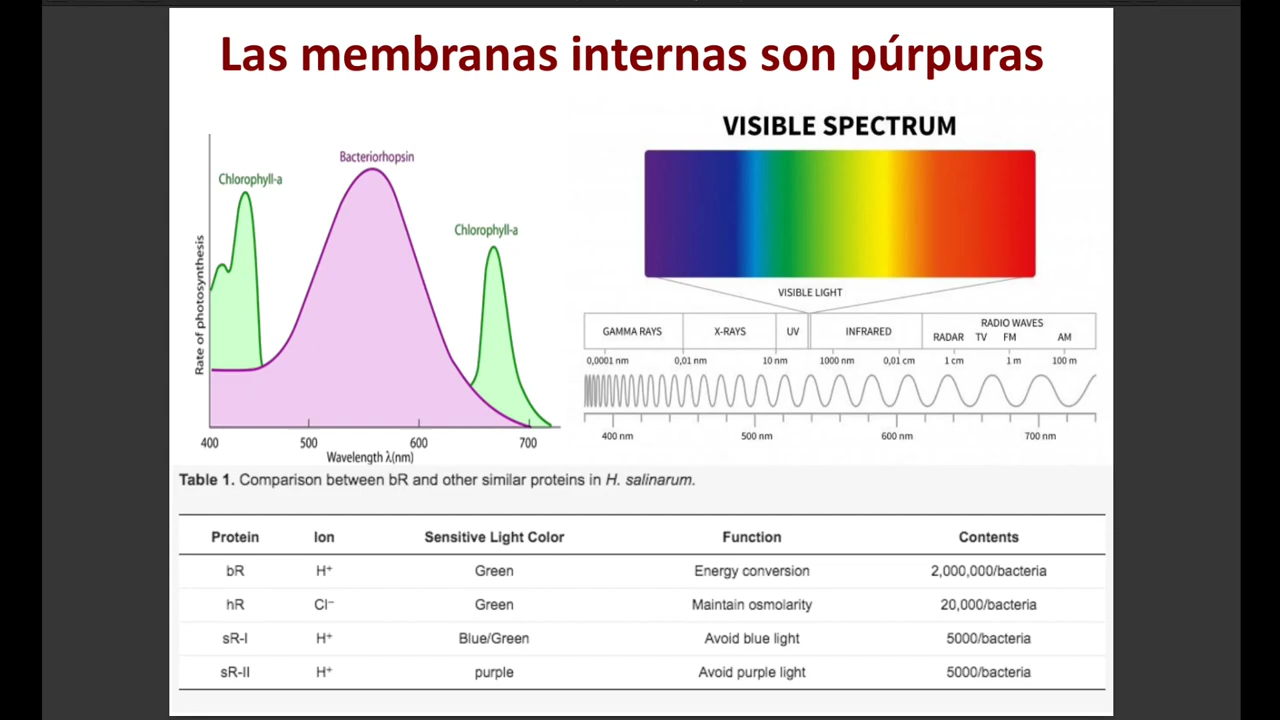 Las membranas internas son púrpuras
Bacteriorhopsin
Chlorophyll-a
Chlorophyll-a
Rate of photosynthesis
400 500 600 700
Wavelength λ(nm)
VISIBLE SPECTRUM
VISIBLE LIGHT
GAMMA RAYS X-RAYS UV INFRARED RADIO WAVES
RADAR TV FM AM
0,0001 nm 0,01 nm 10 nm 1000 nm 0,01 cm 1 cm 1 m 100 m
400 nm 500 nm 600 nm 700 nm
Table 1. Comparison between bR and other similar proteins in H. salinarum.
Protein Ion Sensitive Light Color Function Contents
bR H⁺ Green Energy conversion 2,000,000/bacteria
hR Cl⁻ Green Maintain osmolarity 20,000/bacteria
sR-I H⁺ Blue/Green Avoid blue light 5000/bacteria
sR-II H⁺ purple Avoid purple light 5000/bacteria